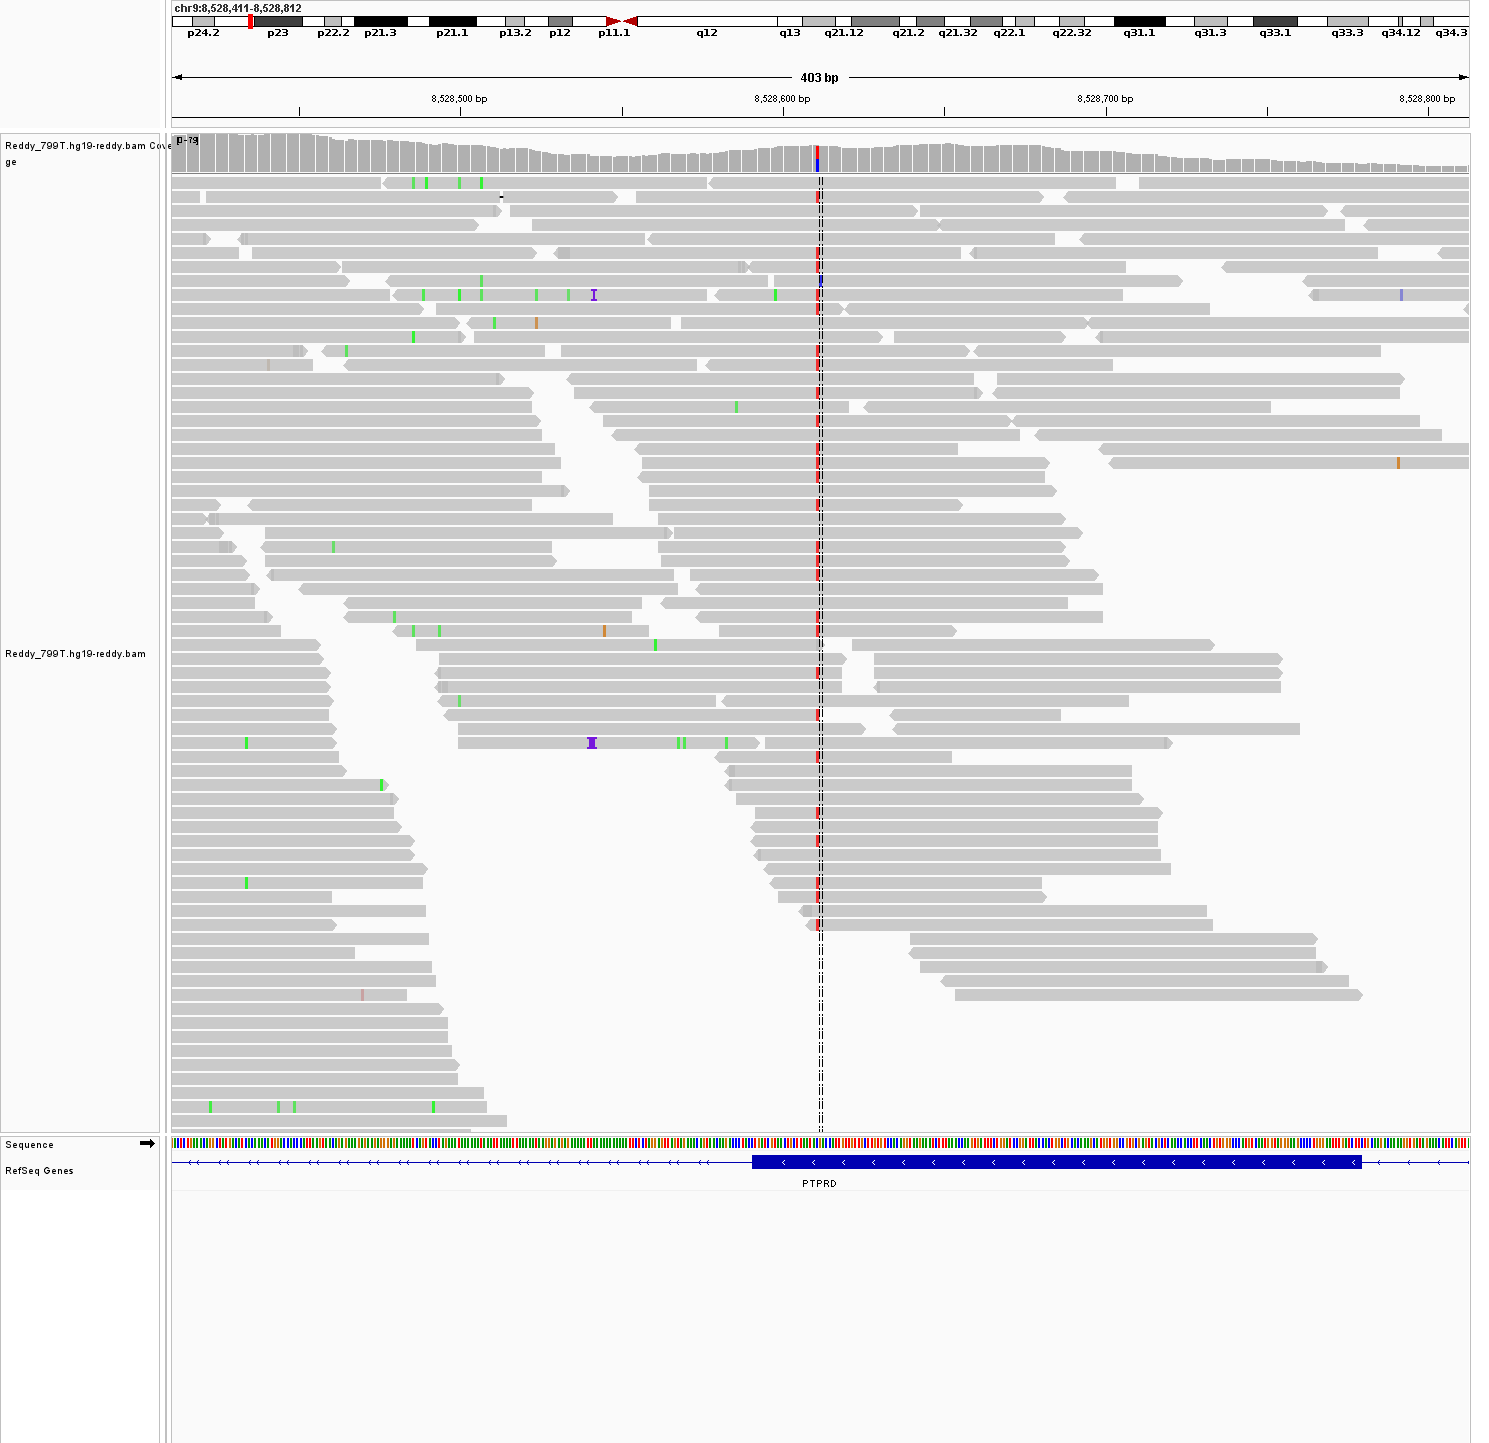 chr9:8,528,411-8,528,812
p24.2 p23 p22.2 p21.3 p21.1 p13.2 p12 p11.1 q12 q13 q21.12 q21.2 q21.32 q22.1 q22.32 q31.1 q31.3 q33.1 q33.3 q34.12 q34.3
403 bp
8,528,500 bp 8,528,600 bp 8,528,700 bp 8,528,800 bp
Reddy_799T.hg19-reddy.bam Cove
ge
Reddy_799T.hg19-reddy.bam
Sequence
RefSeq Genes
PTPRD